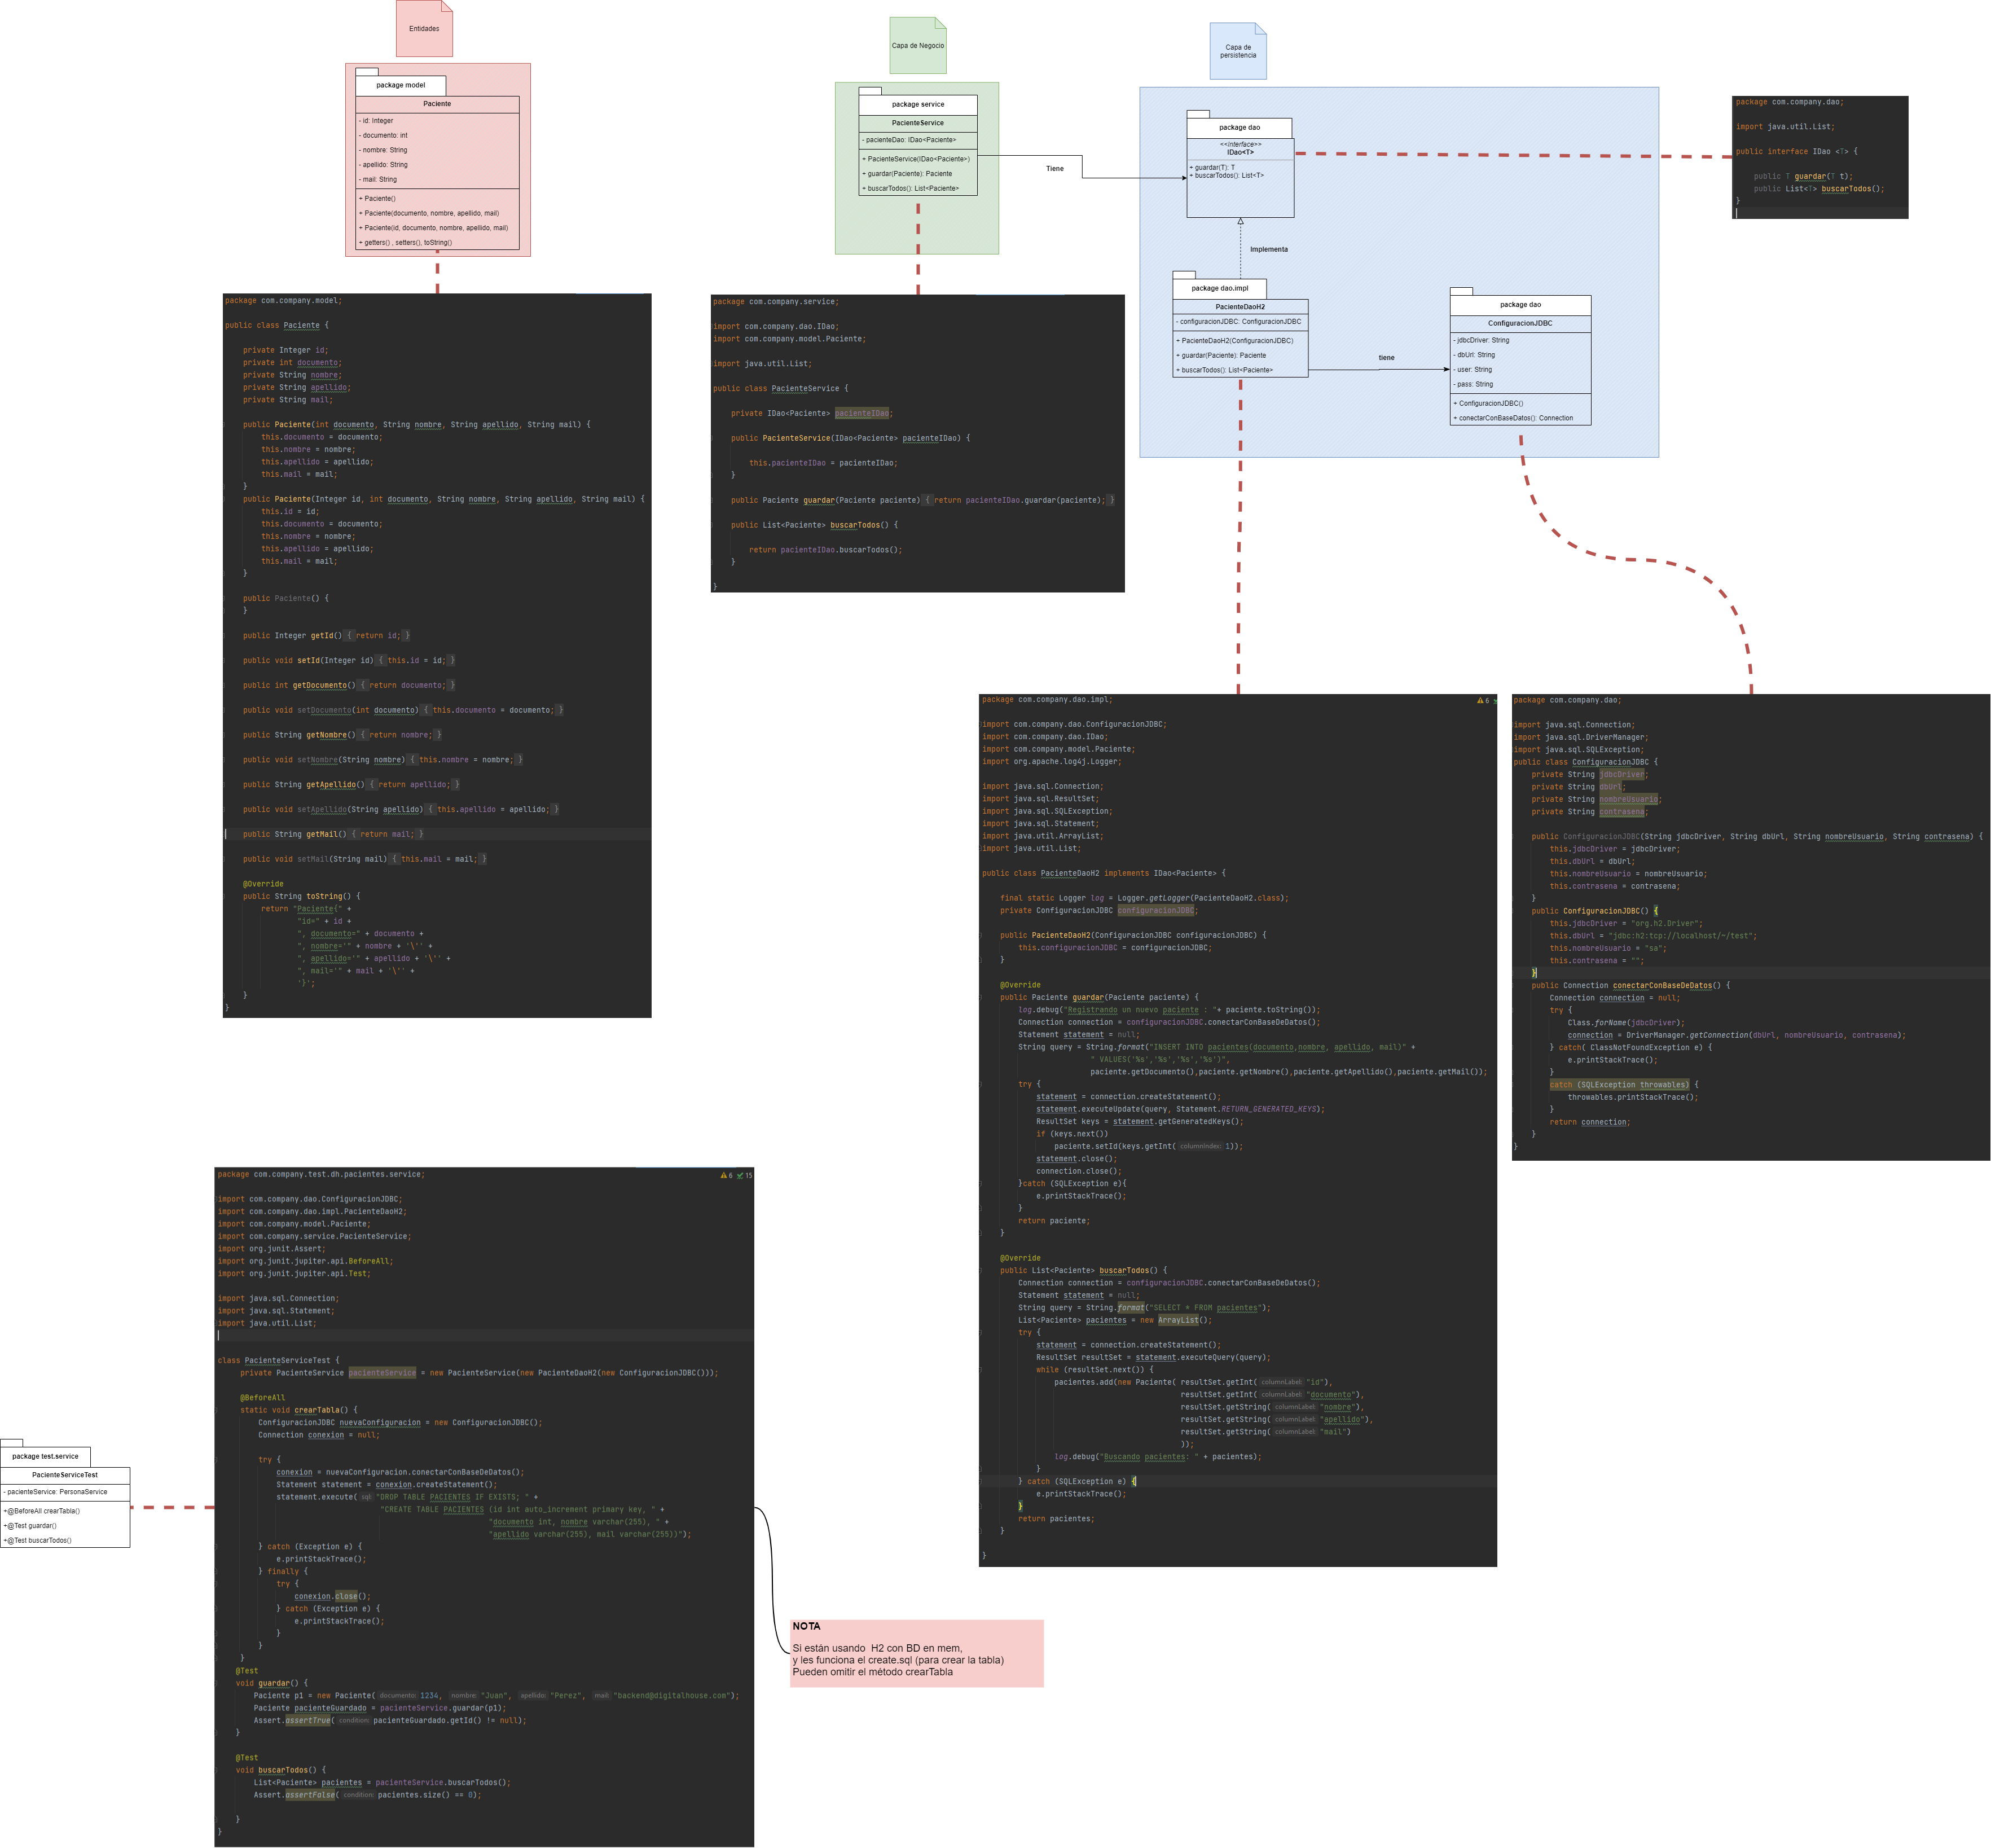 Entidades
package model
Paciente
- id: Integer
- documento: int
- nombre: String
- apellido: String
- mail: String
+ Paciente()
+ Paciente(documento, nombre, apellido, mail)
+ Paciente(id, documento, nombre, apellido, mail)
+ getters() , setters(), toString()
Capa de Negocio
package service
PacienteService
- pacienteDao: IDao<Paciente>
+ PacienteService(IDao<Paciente>)
+ guardar(Paciente): Paciente
+ buscarTodos(): List<Paciente>
Tiene
Capa de
persistencia
package dao
<<interface>>
IDao<T>
+ guardar(T): T
+ buscarTodos(): List<T>
Implementa
package dao.impl
PacienteDaoH2
- configuracionJDBC: ConfiguracionJDBC
+ PacienteDaoH2(ConfiguracionJDBC)
+ guardar(Paciente): Paciente
+ buscarTodos(): List<Paciente>
tiene
package dao
ConfiguracionJDBC
- jdbcDriver: String
- dbUrl: String
- user: String
- pass: String
+ ConfiguracionJDBC()
+ conectarConBaseDatos(): Connection
package com.company.dao;
import java.util.List;
public interface IDao <T> {
public T guardar(T t);
public List<T> buscarTodos();
}
package com.company.model;
public class Paciente {
private Integer id;
private int documento;
private String nombre;
private String apellido;
private String mail;
public Paciente(int documento, String nombre, String apellido, String mail) {
this.documento = documento;
this.nombre = nombre;
this.apellido = apellido;
this.mail = mail;
}
public Paciente(Integer id, int documento, String nombre, String apellido, String mail) {
this.id = id;
this.documento = documento;
this.nombre = nombre;
this.apellido = apellido;
this.mail = mail;
}
public Paciente() {
}
public Integer getId() { return id; }
public void setId(Integer id) { this.id = id; }
public int getDocumento() { return documento; }
public void setDocumento(int documento) { this.documento = documento; }
public String getNombre() { return nombre; }
public void setNombre(String nombre) { this.nombre = nombre; }
public String getApellido() { return apellido; }
public void setApellido(String apellido) { this.apellido = apellido; }
public String getMail() { return mail; }
public void setMail(String mail) { this.mail = mail; }
@Override
public String toString() {
return "Paciente{" +
"id=" + id +
", documento=" + documento +
", nombre='" + nombre + '\'' +
", apellido='" + apellido + '\'' +
", mail='" + mail + '\'' +
'}';
}
}
package com.company.service;
import com.company.dao.IDao;
import com.company.model.Paciente;
import java.util.List;
public class PacienteService {
private IDao<Paciente> pacienteIDao;
public PacienteService(IDao<Paciente> pacienteIDao) {
this.pacienteIDao = pacienteIDao;
}
public Paciente guardar(Paciente paciente) { return pacienteIDao.guardar(paciente); }
public List<Paciente> buscarTodos() {
return pacienteIDao.buscarTodos();
}
}
package com.company.dao.impl;
6
import com.company.dao.ConfiguracionJDBC;
import com.company.dao.IDao;
import com.company.model.Paciente;
import org.apache.log4j.Logger;
import java.sql.Connection;
import java.sql.ResultSet;
import java.sql.SQLException;
import java.sql.Statement;
import java.util.ArrayList;
import java.util.List;
public class PacienteDaoH2 implements IDao<Paciente> {
final static Logger log = Logger.getLogger(PacienteDaoH2.class);
private ConfiguracionJDBC configuracionJDBC;
public PacienteDaoH2(ConfiguracionJDBC configuracionJDBC) {
this.configuracionJDBC = configuracionJDBC;
}
@Override
public Paciente guardar(Paciente paciente) {
log.debug("Registrando un nuevo paciente : "+ paciente.toString());
Connection connection = configuracionJDBC.conectarConBaseDeDatos();
Statement statement = null;
String query = String.format("INSERT INTO pacientes(documento,nombre, apellido, mail)" +
" VALUES('%s','%s','%s','%s')",
paciente.getDocumento(),paciente.getNombre(),paciente.getApellido(),paciente.getMail());
try {
statement = connection.createStatement();
statement.executeUpdate(query, Statement.RETURN_GENERATED_KEYS);
ResultSet keys = statement.getGeneratedKeys();
if (keys.next())
paciente.setId(keys.getInt( columnIndex: 1));
statement.close();
connection.close();
}catch (SQLException e){
e.printStackTrace();
}
return paciente;
}
@Override
public List<Paciente> buscarTodos() {
Connection connection = configuracionJDBC.conectarConBaseDeDatos();
Statement statement = null;
String query = String.format("SELECT * FROM pacientes");
List<Paciente> pacientes = new ArrayList();
try {
statement = connection.createStatement();
ResultSet resultSet = statement.executeQuery(query);
while (resultSet.next()) {
pacientes.add(new Paciente( resultSet.getInt( columnLabel: "id"),
resultSet.getInt( columnLabel: "documento"),
resultSet.getString( columnLabel: "nombre"),
resultSet.getString( columnLabel: "apellido"),
resultSet.getString( columnLabel: "mail")
));
log.debug("Buscando pacientes: " + pacientes);
}
} catch (SQLException e) {
e.printStackTrace();
}
return pacientes;
}
}
package com.company.dao;
import java.sql.Connection;
import java.sql.DriverManager;
import java.sql.SQLException;
public class ConfiguracionJDBC {
private String jdbcDriver;
private String dbUrl;
private String nombreUsuario;
private String contrasena;
public ConfiguracionJDBC(String jdbcDriver, String dbUrl, String nombreUsuario, String contrasena) {
this.jdbcDriver = jdbcDriver;
this.dbUrl = dbUrl;
this.nombreUsuario = nombreUsuario;
this.contrasena = contrasena;
}
public ConfiguracionJDBC() {
this.jdbcDriver = "org.h2.Driver";
this.dbUrl = "jdbc:h2:tcp://localhost/~/test";
this.nombreUsuario = "sa";
this.contrasena = "";
}
public Connection conectarConBaseDeDatos() {
Connection connection = null;
try {
Class.forName(jdbcDriver);
connection = DriverManager.getConnection(dbUrl, nombreUsuario, contrasena);
} catch( ClassNotFoundException e) {
e.printStackTrace();
}
catch (SQLException throwables) {
throwables.printStackTrace();
}
return connection;
}
}
package test.service
PacienteServiceTest
- pacienteService: PersonaService
+@BeforeAll crearTabla()
+@Test guardar()
+@Test buscarTodos()
package com.company.test.dh.pacientes.service;
6 15
import com.company.dao.ConfiguracionJDBC;
import com.company.dao.impl.PacienteDaoH2;
import com.company.model.Paciente;
import com.company.service.PacienteService;
import org.junit.Assert;
import org.junit.jupiter.api.BeforeAll;
import org.junit.jupiter.api.Test;
import java.sql.Connection;
import java.sql.Statement;
import java.util.List;
class PacienteServiceTest {
private PacienteService pacienteService = new PacienteService(new PacienteDaoH2(new ConfiguracionJDBC()));
@BeforeAll
static void crearTabla() {
ConfiguracionJDBC nuevaConfiguracion = new ConfiguracionJDBC();
Connection conexion = null;
try {
conexion = nuevaConfiguracion.conectarConBaseDeDatos();
Statement statement = conexion.createStatement();
statement.execute( sql: "DROP TABLE PACIENTES IF EXISTS; " +
"CREATE TABLE PACIENTES (id int auto_increment primary key, " +
"documento int, nombre varchar(255), " +
"apellido varchar(255), mail varchar(255))");
} catch (Exception e) {
e.printStackTrace();
} finally {
try {
conexion.close();
} catch (Exception e) {
e.printStackTrace();
}
}
}
@Test
void guardar() {
Paciente p1 = new Paciente( documento: 1234, nombre: "Juan", apellido: "Perez", mail: "backend@digitalhouse.com");
Paciente pacienteGuardado = pacienteService.guardar(p1);
Assert.assertTrue( condition: pacienteGuardado.getId() != null);
}
@Test
void buscarTodos() {
List<Paciente> pacientes = pacienteService.buscarTodos();
Assert.assertFalse( condition: pacientes.size() == 0);
}
}
NOTA
Si están usando H2 con BD en mem,
y les funciona el create.sql (para crear la tabla)
Pueden omitir el método crearTabla